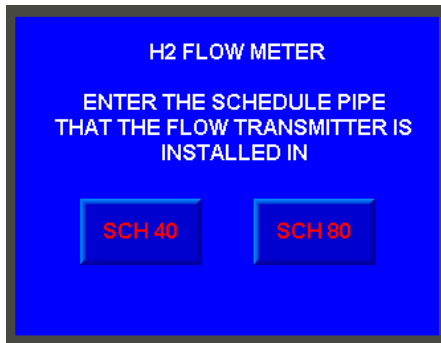 H2 FLOW METER
ENTER THE SCHEDULE PIPE
THAT THE FLOW TRANSMITTER IS
INSTALLED IN
SCH 40
SCH 80